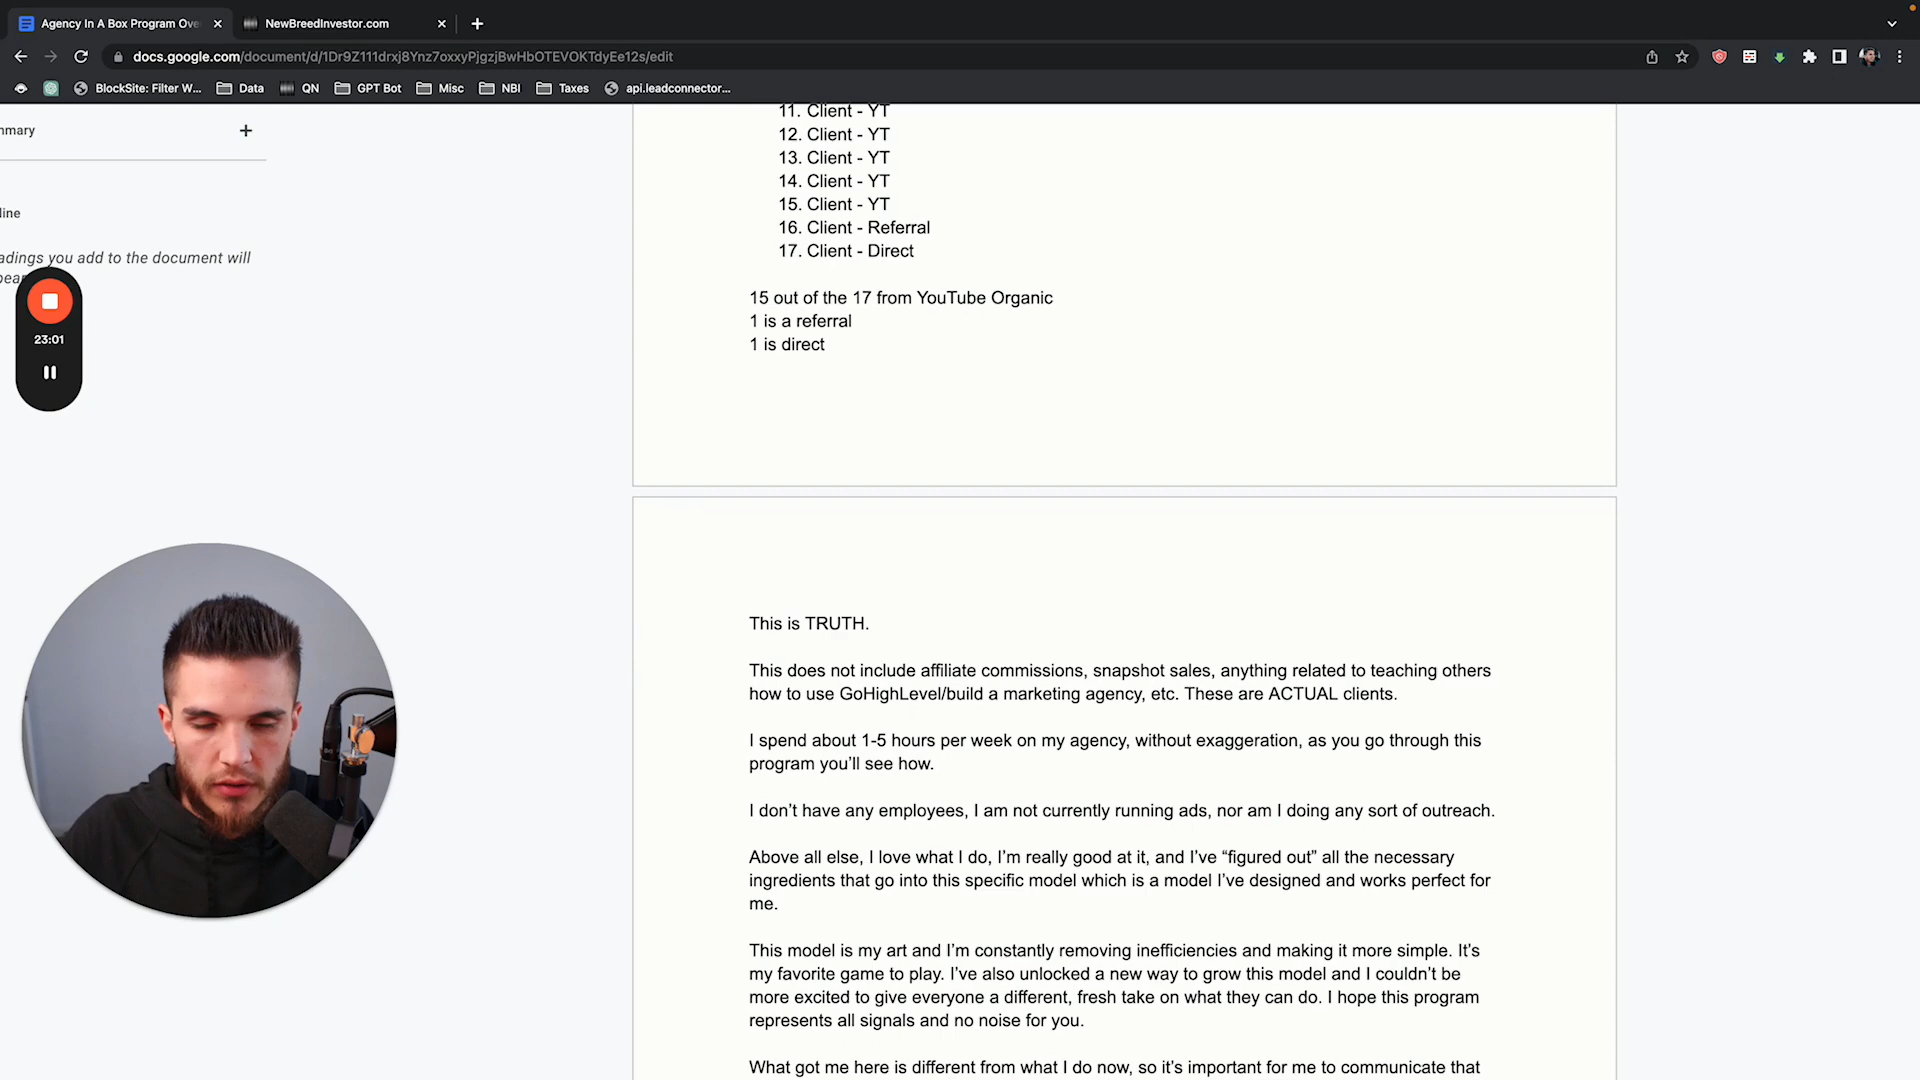 Agency In A Box Program Ove
NewBreedInvestor.com
docs.google.com/document/d/1Dr9Z111drxj8Ynz7oxxyPjgzjBwHbOTEVOKTdyEe12s/edit
BlockSite: Filter W...
Data
QN
GPT Bot
Misc
NBI
Taxes
api.leadconnector...
mmary
line
adings you add to the document will
pear
23:01
11. Client - YT
12. Client - YT
13. Client - YT
14. Client - YT
15. Client - YT
16. Client - Referral
17. Client - Direct
15 out of the 17 from YouTube Organic
1 is a referral
1 is direct
This is TRUTH.
This does not include affiliate commissions, snapshot sales, anything related to teaching others
how to use GoHighLevel/build a marketing agency, etc. These are ACTUAL clients.
I spend about 1-5 hours per week on my agency, without exaggeration, as you go through this
program you’ll see how.
I don’t have any employees, I am not currently running ads, nor am I doing any sort of outreach.
Above all else, I love what I do, I’m really good at it, and I’ve “figured out” all the necessary
ingredients that go into this specific model which is a model I’ve designed and works perfect for
me.
This model is my art and I’m constantly removing inefficiencies and making it more simple. It’s
my favorite game to play. I’ve also unlocked a new way to grow this model and I couldn’t be
more excited to give everyone a different, fresh take on what they can do. I hope this program
represents all signals and no noise for you.
What got me here is different from what I do now, so it’s important for me to communicate that